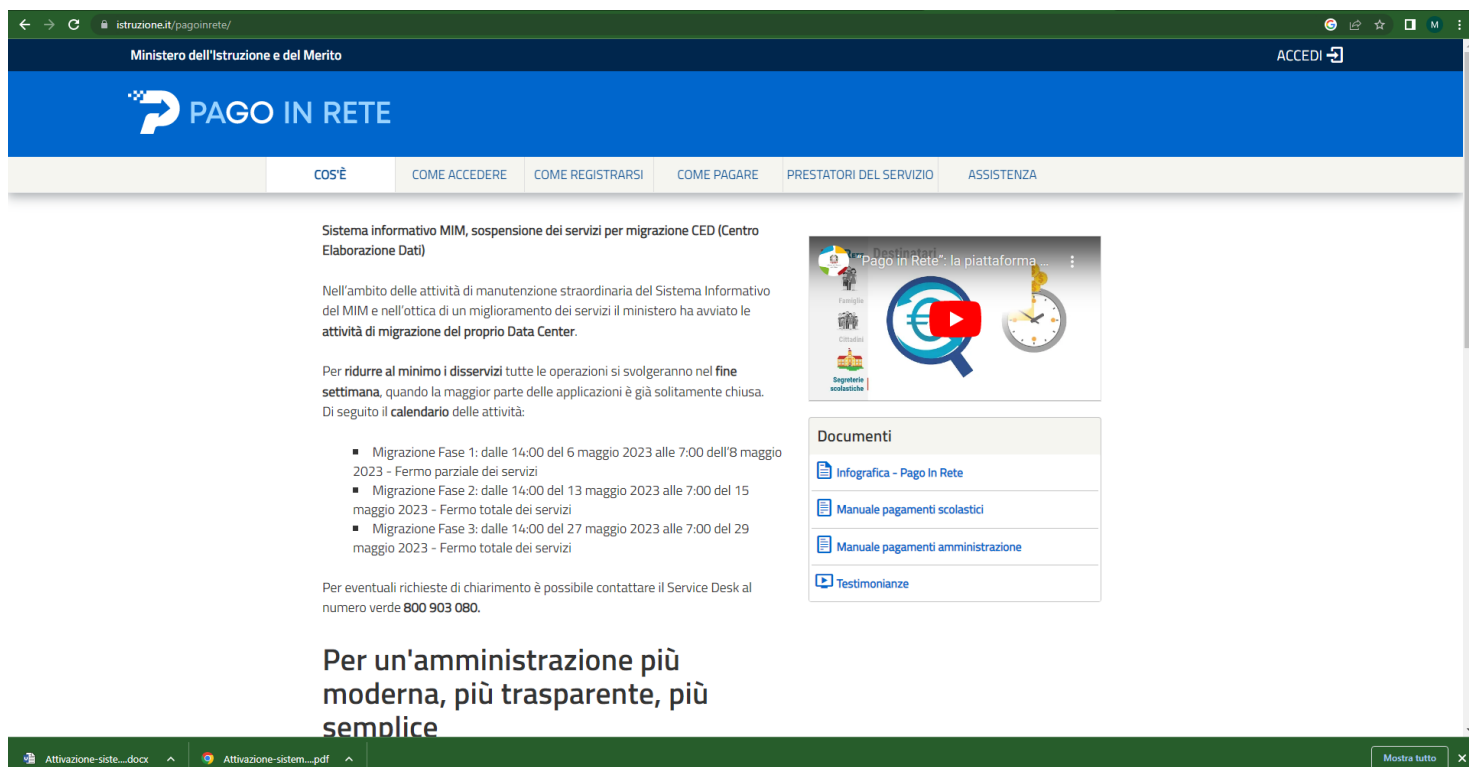 istruzione.it/pagoinrete/
M
Ministero dell'Istruzione e del Merito
ACCEDI
PAGO IN RETE
COS'È
COME ACCEDERE
COME REGISTRARSI
COME PAGARE
PRESTATORI DEL SERVIZIO
ASSISTENZA
Sistema informativo MIM, sospensione dei servizi per migrazione CED (Centro
Elaborazione Dati)
Nell'ambito delle attività di manutenzione straordinaria del Sistema Informativo
del MIM e nell'ottica di un miglioramento dei servizi il ministero ha avviato le
attività di migrazione del proprio Data Center.
Per ridurre al minimo i disservizi tutte le operazioni si svolgeranno nel fine
settimana, quando la maggior parte delle applicazioni è già solitamente chiusa.
Di seguito il calendario delle attività:
▪ Migrazione Fase 1: dalle 14:00 del 6 maggio 2023 alle 7:00 dell'8 maggio
2023 - Fermo parziale dei servizi
▪ Migrazione Fase 2: dalle 14:00 del 13 maggio 2023 alle 7:00 del 15
maggio 2023 - Fermo totale dei servizi
▪ Migrazione Fase 3: dalle 14:00 del 27 maggio 2023 alle 7:00 del 29
maggio 2023 - Fermo totale dei servizi
Per eventuali richieste di chiarimento è possibile contattare il Service Desk al
numero verde 800 903 080.
Per un'amministrazione più
moderna, più trasparente, più
semplice
Destinatari
"Pago in Rete": la piattaforma ...
Famiglie
Cittadini
Segreterie
scolastiche
Documenti
Infografica - Pago In Rete
Manuale pagamenti scolastici
Manuale pagamenti amministrazione
Testimonianze
Attivazione-siste....docx
Attivazione-sistem....pdf
Mostra tutto